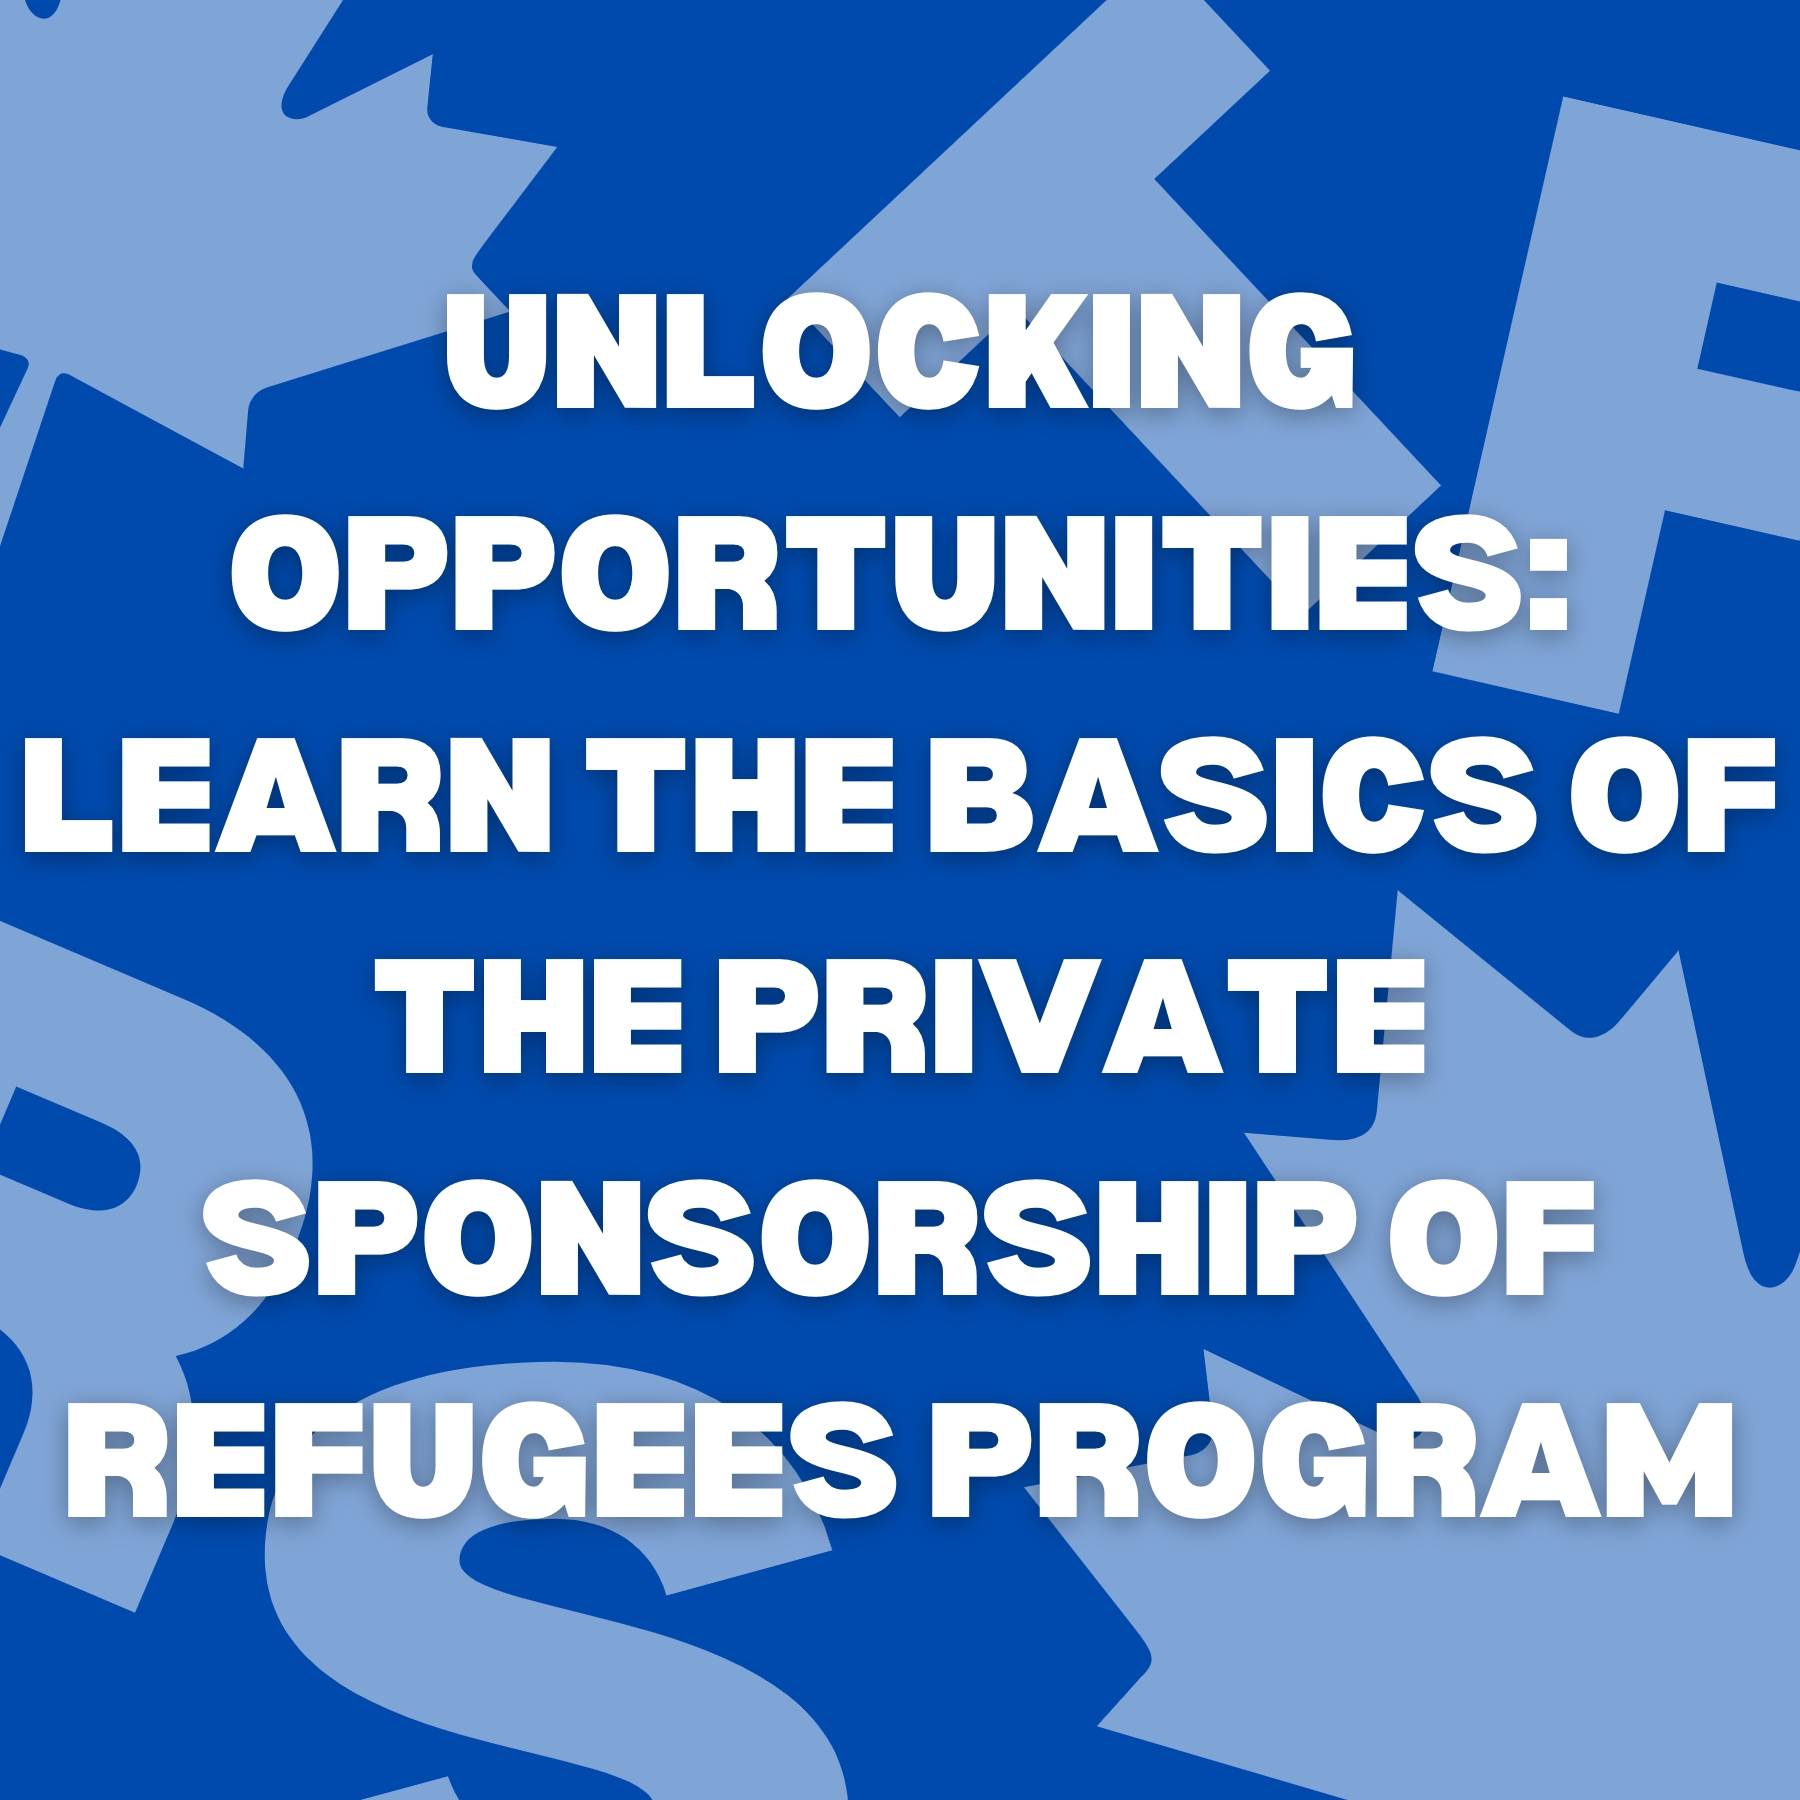 UNLOCKING
OPPORTUNITIES:
LEARN THE BASICS OF
THE PRIVATE
SPONSORSHIP OF
REFUGEES PROGRAM